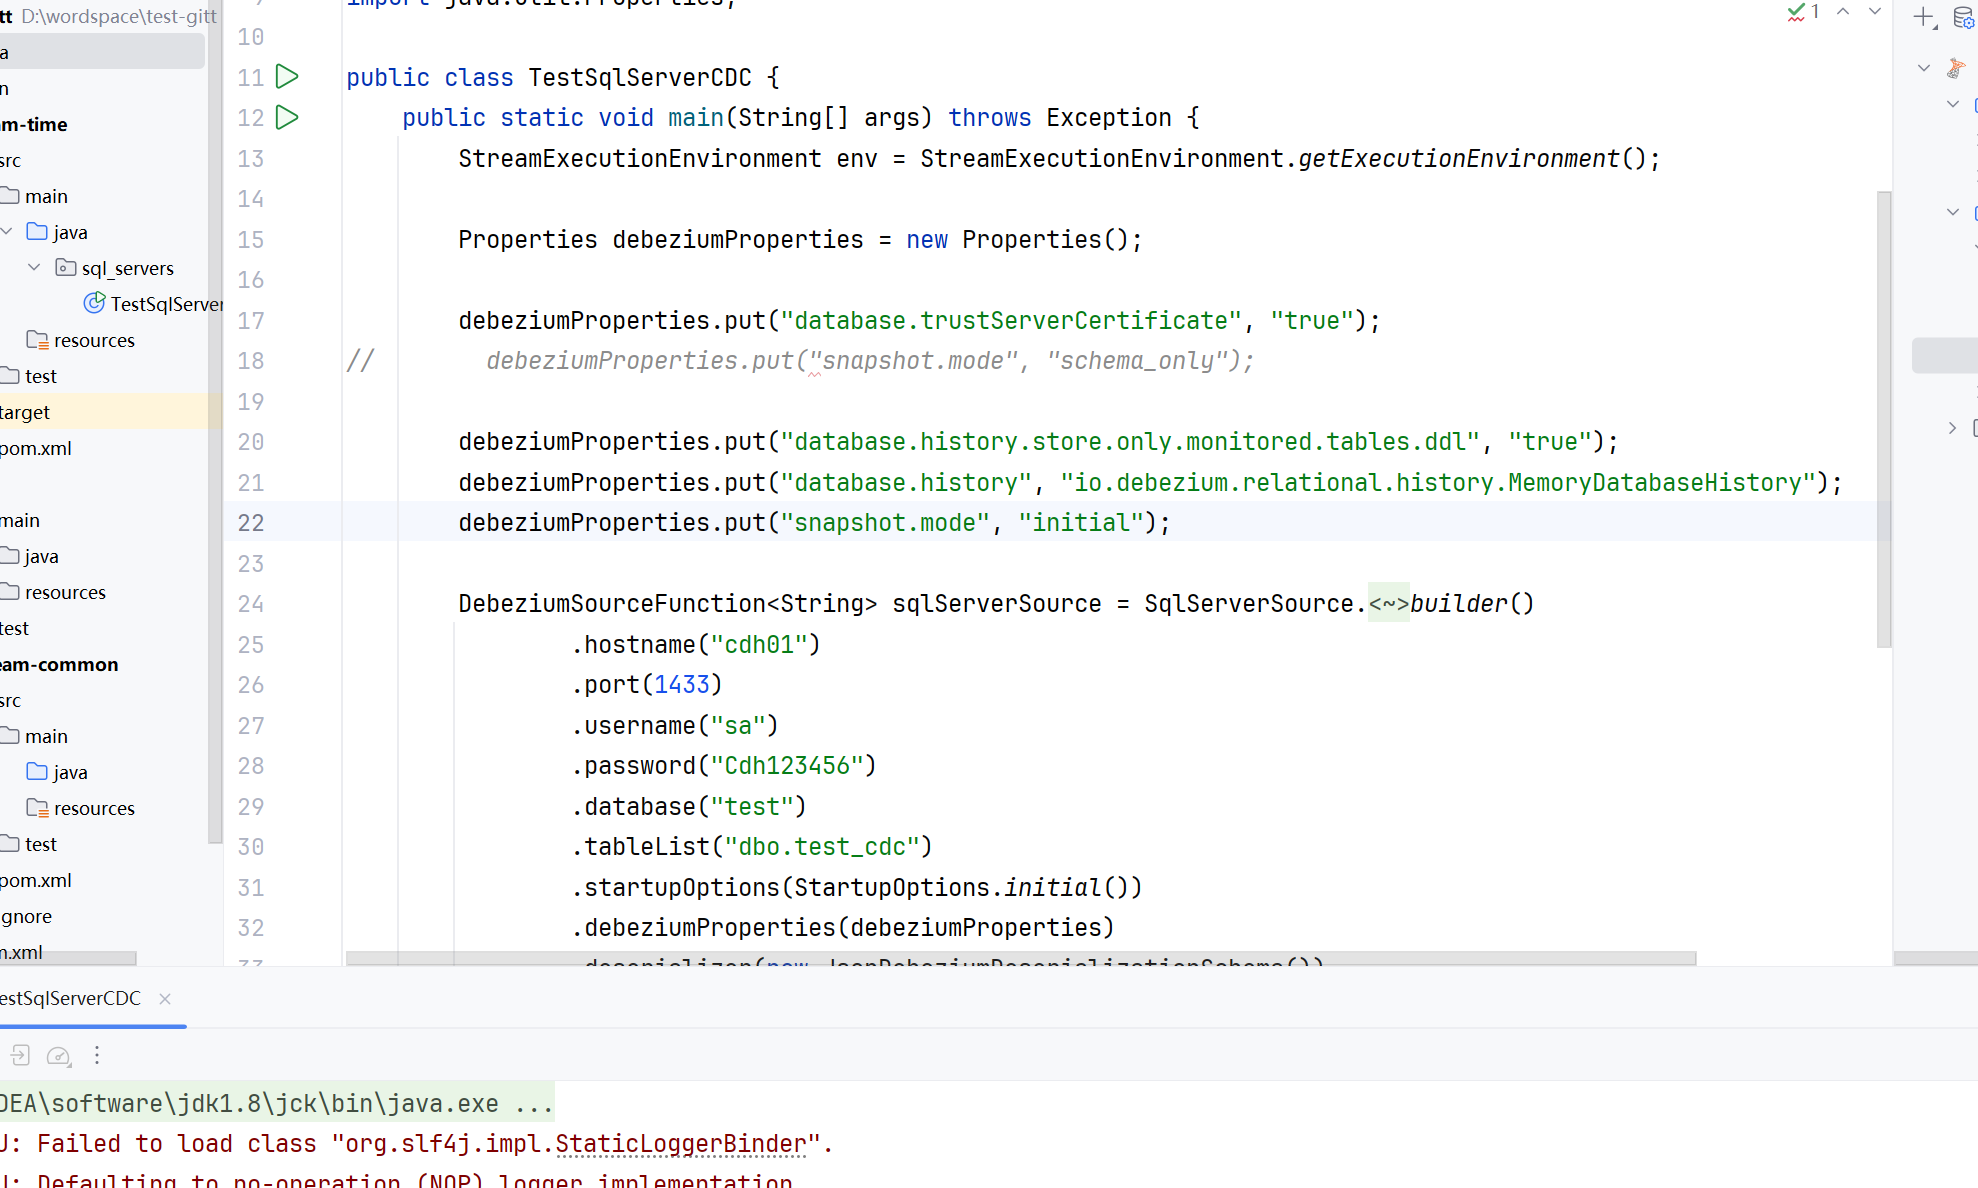 tt D:\wordspace\test-gitt
a
n
m-time
src
main
java
sql_servers
TestSqlServer
resources
test
target
pom.xml
main
java
resources
test
eam-common
src
main
java
resources
test
pom.xml
gnore
n.xml
import java.util.Properties;
10
11 public class TestSqlServerCDC {
12 public static void main(String[] args) throws Exception {
13 StreamExecutionEnvironment env = StreamExecutionEnvironment.getExecutionEnvironment();
14
15 Properties debeziumProperties = new Properties();
16
17 debeziumProperties.put("database.trustServerCertificate", "true");
18 // debeziumProperties.put("snapshot.mode", "schema_only");
19
20 debeziumProperties.put("database.history.store.only.monitored.tables.ddl", "true");
21 debeziumProperties.put("database.history", "io.debezium.relational.history.MemoryDatabaseHistory");
22 debeziumProperties.put("snapshot.mode", "initial");
23
24 DebeziumSourceFunction<String> sqlServerSource = SqlServerSource.<~>builder()
25 .hostname("cdh01")
26 .port(1433)
27 .username("sa")
28 .password("Cdh123456")
29 .database("test")
30 .tableList("dbo.test_cdc")
31 .startupOptions(StartupOptions.initial())
32 .debeziumProperties(debeziumProperties)
33 .deserializer(new JsonDebeziumDeserializationSchema())
1
estSqlServerCDC
DEA\software\jdk1.8\jck\bin\java.exe ...
J: Failed to load class "org.slf4j.impl.StaticLoggerBinder".
J: Defaulting to no-operation (NOP) logger implementation